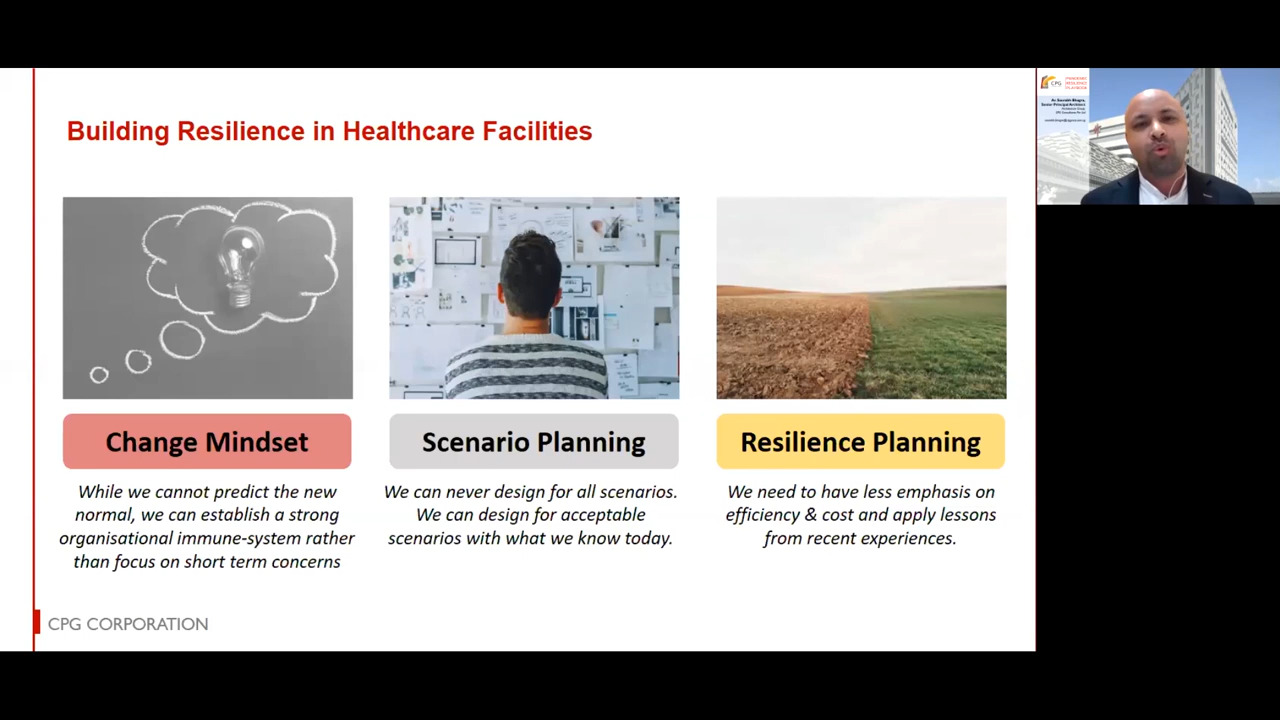 Building Resilience in Healthcare Facilities
Change Mindset
While we cannot predict the new
normal, we can establish a strong
organisational immune-system rather
than focus on short term concerns
Scenario Planning
We can never design for all scenarios.
We can design for acceptable
scenarios with what we know today.
Resilience Planning
We need to have less emphasis on
efficiency & cost and apply lessons
from recent experiences.
CPG CORPORATION
CPG